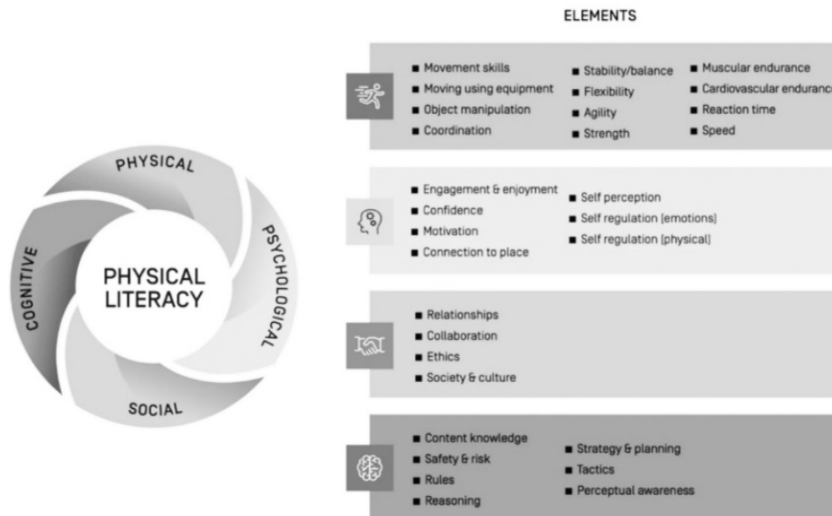 ELEMENTS
PHYSICAL
PSYCHOLOGICAL
SOCIAL
COGNITIVE
PHYSICAL
LITERACY
■ Movement skills
■ Moving using equipment
■ Object manipulation
■ Coordination
■ Stability/balance
■ Flexibility
■ Agility
■ Strength
■ Muscular endurance
■ Cardiovascular endurance
■ Reaction time
■ Speed
■ Engagement & enjoyment
■ Confidence
■ Motivation
■ Connection to place
■ Self perception
■ Self regulation (emotions)
■ Self regulation (physical)
■ Relationships
■ Collaboration
■ Ethics
■ Society & culture
■ Content knowledge
■ Safety & risk
■ Rules
■ Reasoning
■ Strategy & planning
■ Tactics
■ Perceptual awareness